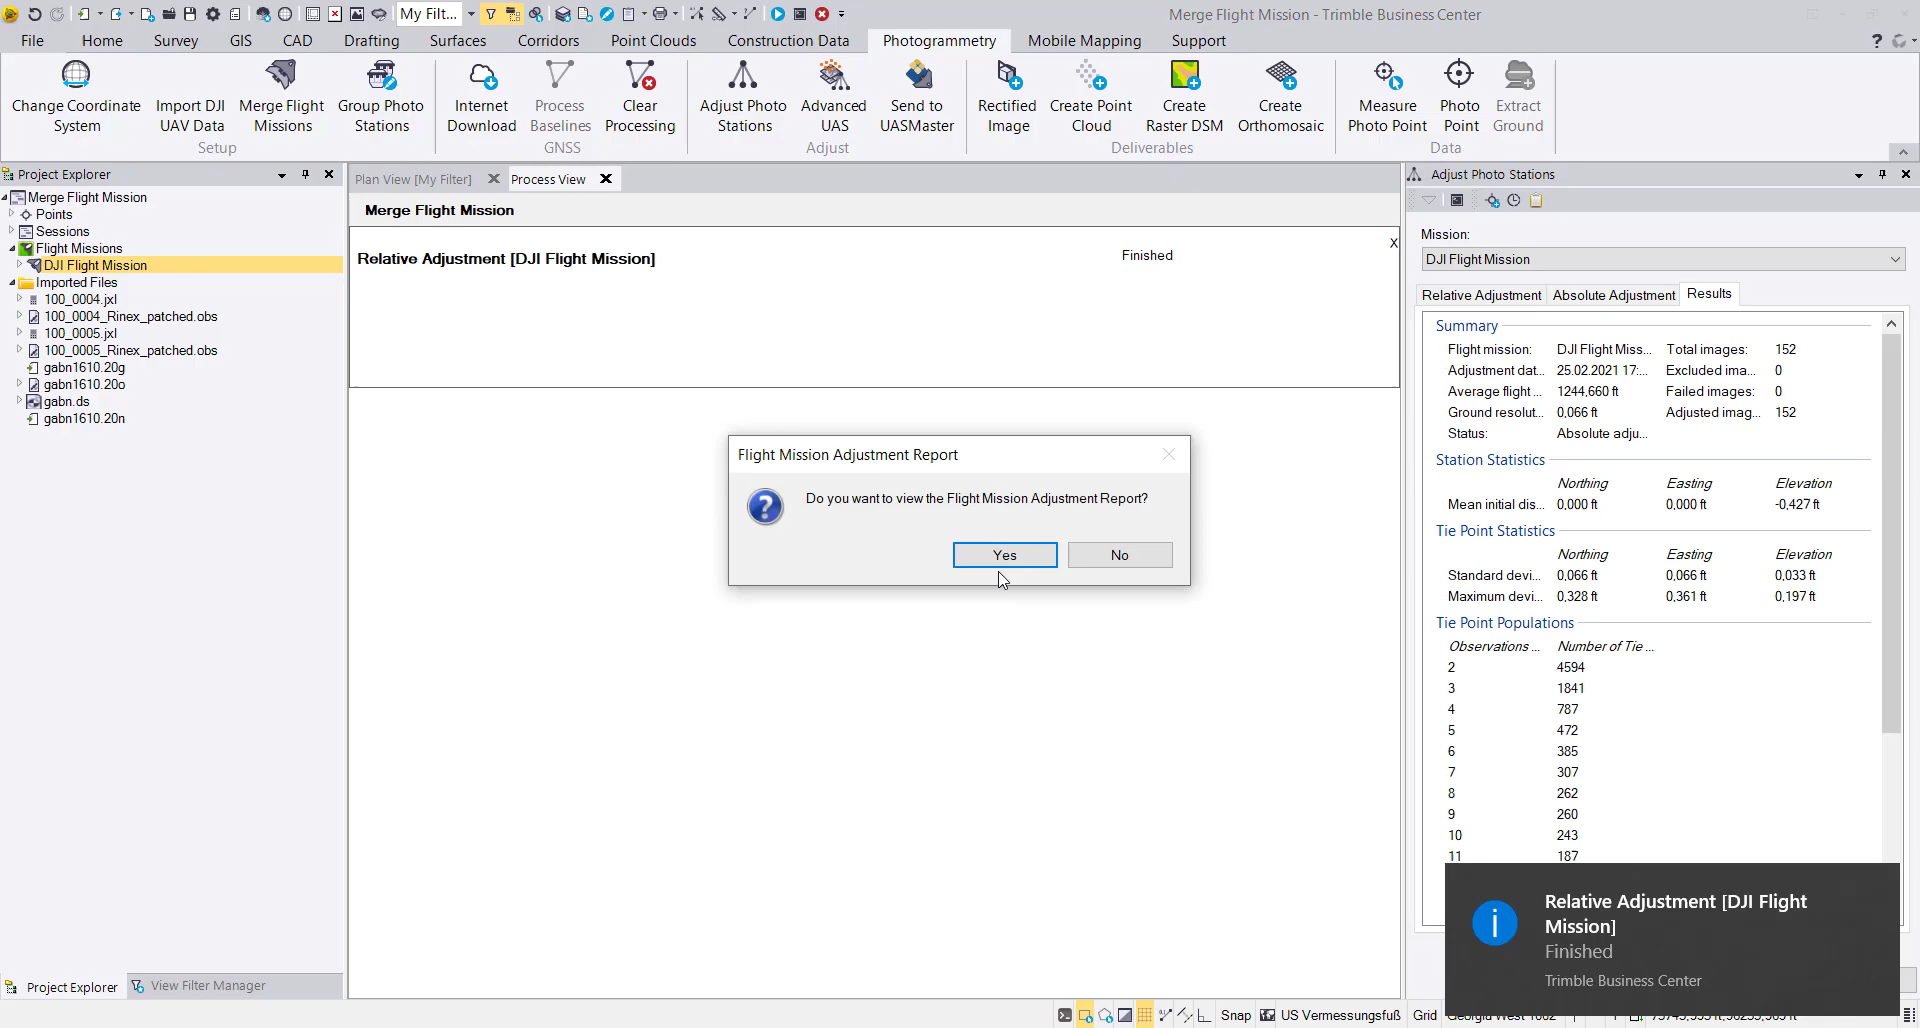 My Filt...
Merge Flight Mission - Trimble Business Center
File Home Survey GIS CAD Drafting Surfaces Corridors Point Clouds Construction Data Photogrammetry Mobile Mapping Support
Change Coordinate System
Import DJI UAV Data
Merge Flight Missions
Group Photo Stations
Setup
Internet Download
Process Baselines
Clear Processing
GNSS
Adjust Photo Stations
Advanced UAS
Send to UASMaster
Adjust
Rectified Image
Create Point Cloud
Create Raster DSM
Create Orthomosaic
Deliverables
Measure Photo Point
Photo Point
Extract Ground
Data
Project Explorer
Merge Flight Mission
Points
Sessions
Flight Missions
DJI Flight Mission
Imported Files
100_0004.jxl
100_0004_Rinex_patched.obs
100_0005.jxl
100_0005_Rinex_patched.obs
gabn1610.20g
gabn1610.20o
gabn.ds
gabn1610.20n
Project Explorer
View Filter Manager
Plan View [My Filter]
Process View
Merge Flight Mission
Relative Adjustment [DJI Flight Mission]
Finished
X
Flight Mission Adjustment Report
Do you want to view the Flight Mission Adjustment Report?
Yes
No
Adjust Photo Stations
Mission:
DJI Flight Mission
Relative Adjustment
Absolute Adjustment
Results
Summary
Flight mission: DJI Flight Miss... Total images: 152
Adjustment dat... 25.02.2021 17:... Excluded ima... 0
Average flight ... 1244,660 ft Failed images: 0
Ground resolut... 0,066 ft Adjusted imag... 152
Status: Absolute adju...
Station Statistics
Northing Easting Elevation
Mean initial dis... 0,000 ft 0,000 ft -0,427 ft
Tie Point Statistics
Northing Easting Elevation
Standard devi... 0,066 ft 0,066 ft 0,033 ft
Maximum devi... 0,328 ft 0,361 ft 0,197 ft
Tie Point Populations
Observations ... Number of Tie ...
2 4594
3 1841
4 787
5 472
6 385
7 307
8 262
9 260
10 243
11 187
Relative Adjustment [DJI Flight
Mission]
Finished
Trimble Business Center
Snap US Vermessungsfuß Grid